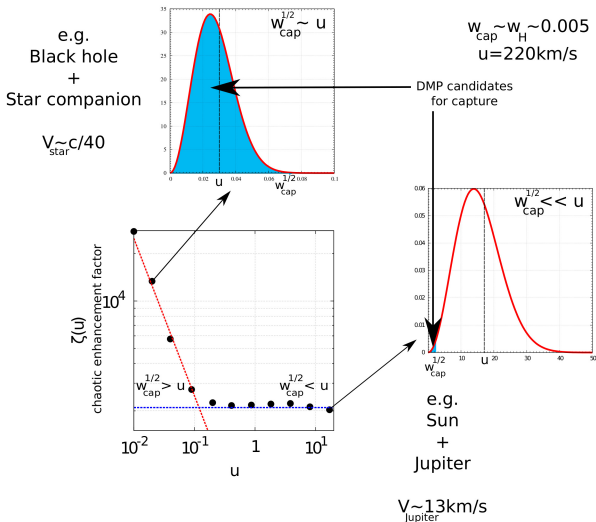 e.g.
Black hole
+
Star companion
V_star~c/40
35
30
25
20
15
10
5
0
w_cap^1/2 ~ u
0
0.02
0.04
0.06
0.08
0.1
u
w_cap^1/2
w_cap~w_H~0.005
u=220km/s
DMP candidates
for capture
0.06
0.05
0.04
0.03
0.02
0.01
0
w_cap^1/2 << u
10
20
30
40
50
w_cap^1/2
u
e.g.
Sun
+
Jupiter
V_Jupiter~13km/s
ζ(u)
chaotic enhancement factor
10^4
w_cap^1/2 > u
w_cap^1/2 < u
10^-2
10^-1
1
10^1
u